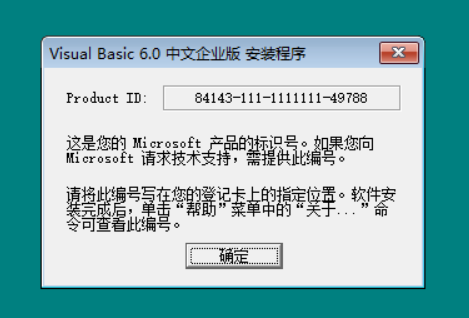 Visual Basic 6.0 中文企业版 安装程序
Product ID: 84143-111-1111111-49788
这是您的 Microsoft 产品的标识号。如果您向
Microsoft 请求技术支持，需提供此编号。
请将此编号写在您的登记卡上的指定位置。软件安
装完成后，单击“帮助”菜单中的“关于...”命
令可查看此编号。
确定